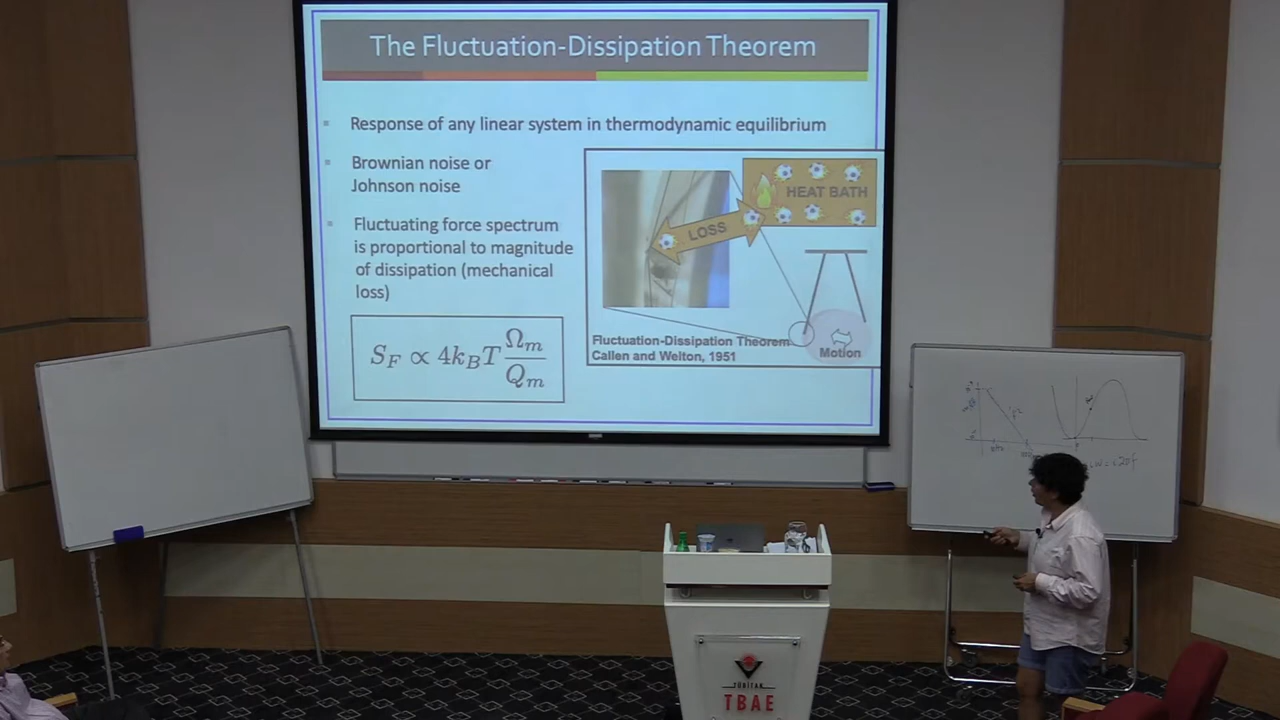 The Fluctuation-Dissipation Theorem
Response of any linear system in thermodynamic equilibrium
Brownian noise or
Johnson noise
Fluctuating force spectrum
is proportional to magnitude
of dissipation (mechanical
loss)
S_F ∝ 4k_B T Ω_m / Q_m
HEAT BATH
LOSS
Fluctuation-Dissipation Theorem
Callen and Welton, 1951
Motion
TÜBİTAK
TBAE